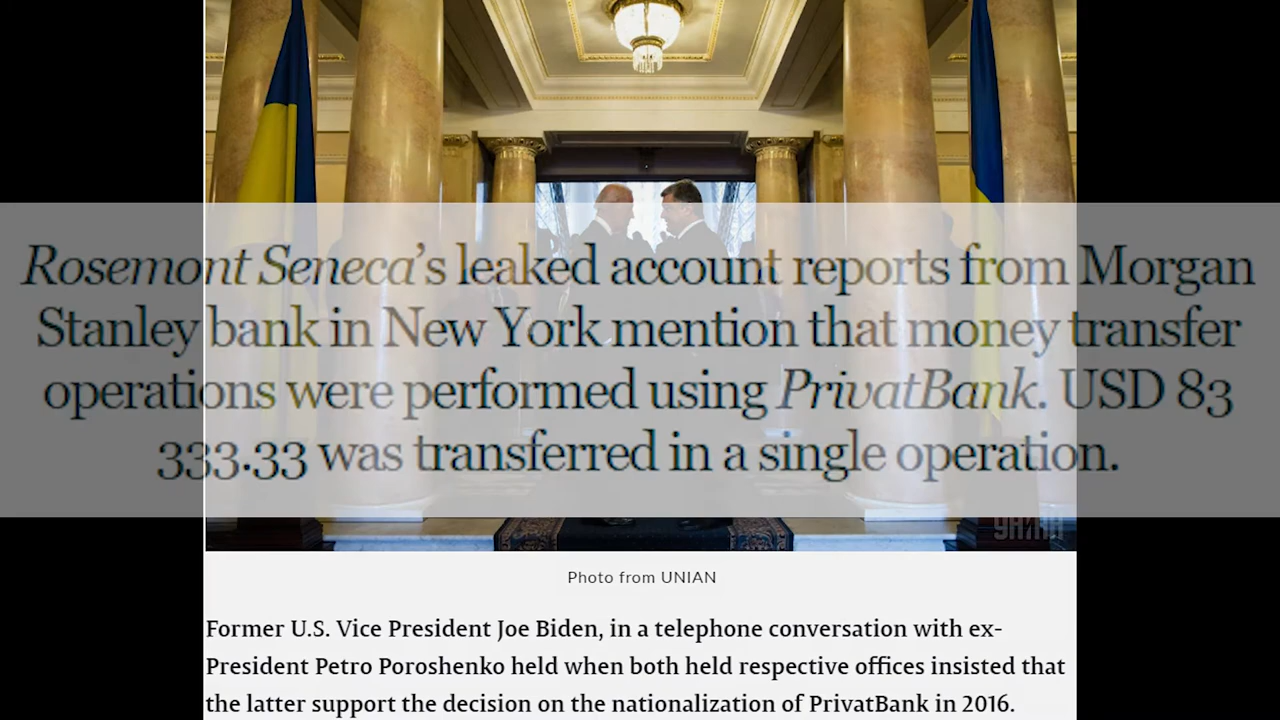 Rosemont Seneca's leaked account reports from Morgan
Stanley bank in New York mention that money transfer
operations were performed using PrivatBank. USD 83
333.33 was transferred in a single operation.
УНІАН
Photo from UNIAN
Former U.S. Vice President Joe Biden, in a telephone conversation with ex-
President Petro Poroshenko held when both held respective offices insisted that
the latter support the decision on the nationalization of PrivatBank in 2016.